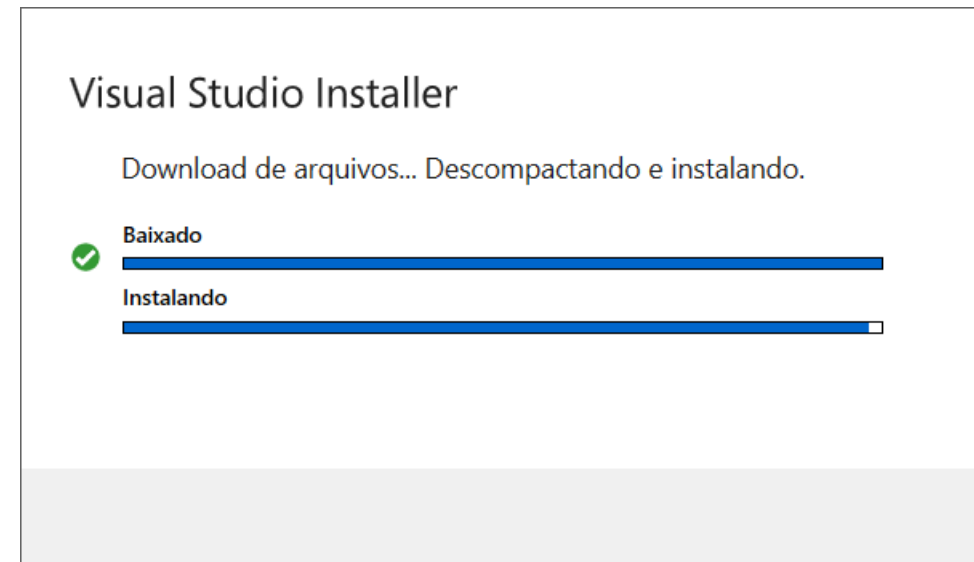 Visual Studio Installer
Download de arquivos... Descompactando e instalando.
Baixado
Instalando